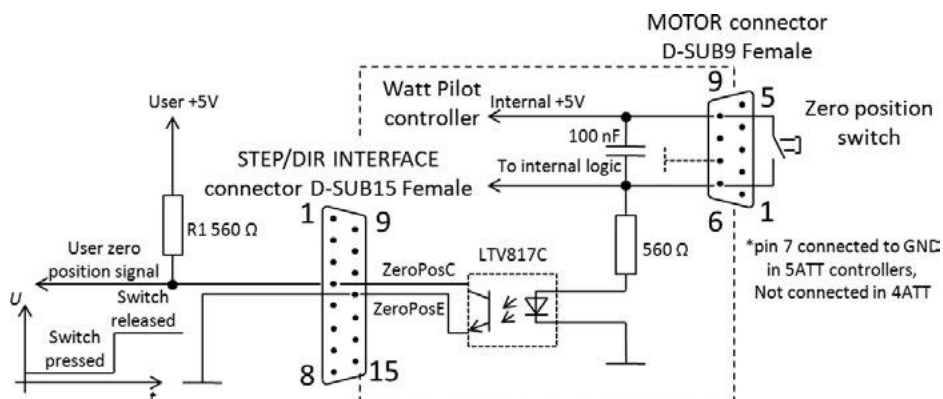 MOTOR connector
D-SUB9 Female
Watt Pilot
controller
Internal +5V
9
5
Zero position
switch
User +5V
100 nF
STEP/DIR INTERFACE
connector D-SUB15 Female
To internal logic
1
9
6
1
R1 560 Ω
560 Ω
*pin 7 connected to GND
in 5ATT controllers,
Not connected in 4ATT
User zero
position signal
ZeroPosC
LTV817C
U
Switch
released
ZeroPosE
Switch
pressed
8
15
t